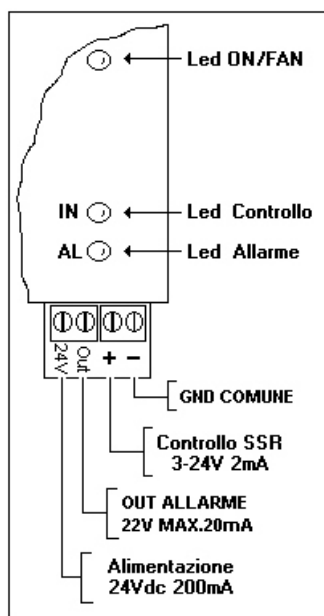 Led ON/FAN
IN
Led Controllo
AL
Led Allarme
24V
Out
+
-
GND COMUNE
Controllo SSR
3-24V 2mA
OUT ALLARME
22V MAX.20mA
Alimentazione
24Vdc 200mA